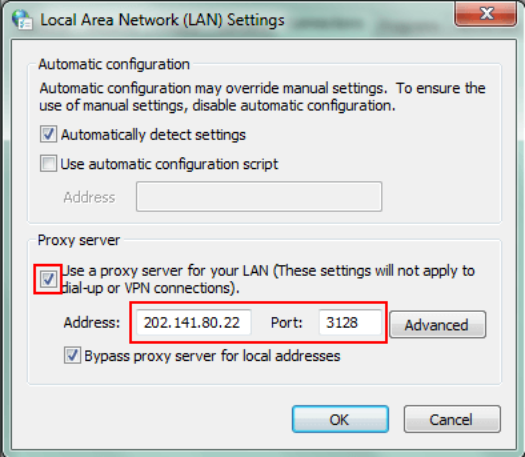 Local Area Network (LAN) Settings
Automatic configuration
Automatic configuration may override manual settings. To ensure the
use of manual settings, disable automatic configuration.
Automatically detect settings
Use automatic configuration script
Address
Proxy server
Use a proxy server for your LAN (These settings will not apply to
dial-up or VPN connections).
Address: 202.141.80.22 Port: 3128 Advanced
Bypass proxy server for local addresses
OK Cancel